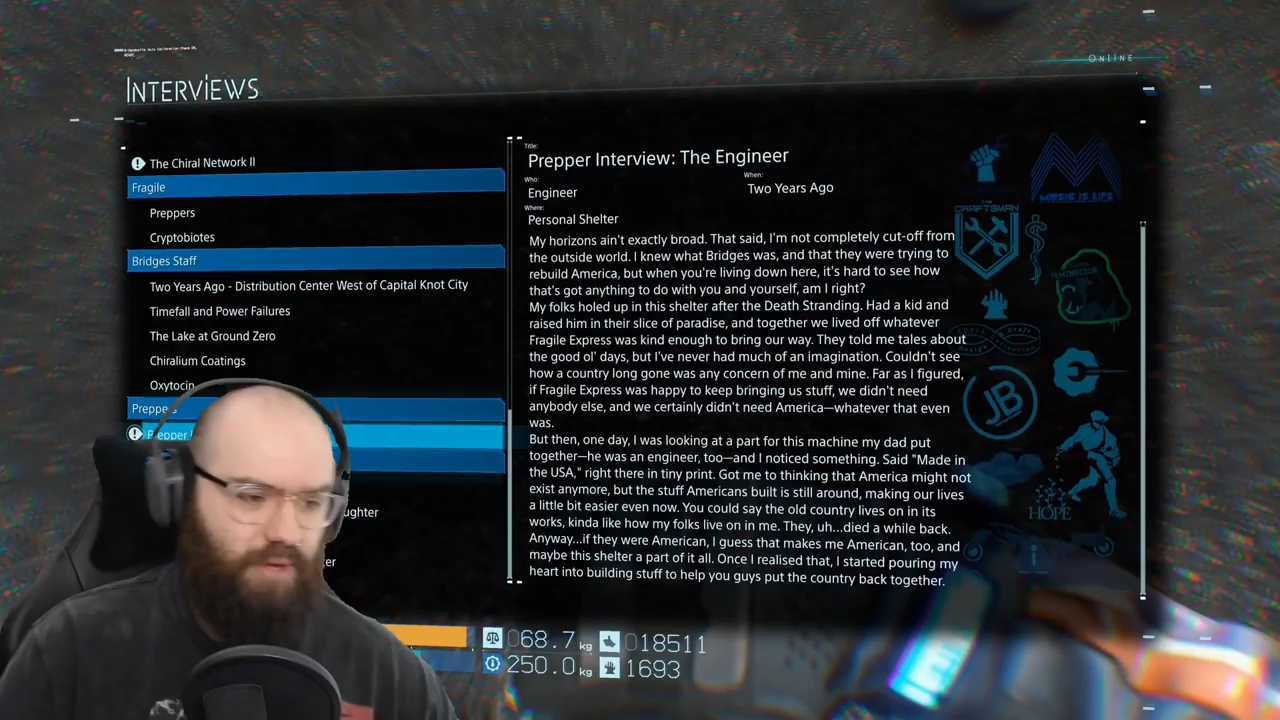 INTERVIEWS
ONLINE
The Chiral Network II
Fragile
Preppers
Cryptobiotes
Bridges Staff
Two Years Ago - Distribution Center West of Capital Knot City
Timefall and Power Failures
The Lake at Ground Zero
Chiralium Coatings
Oxytocin
Title:
Prepper Interview: The Engineer
Who:
Engineer
When:
Two Years Ago
Where:
Personal Shelter
My horizons ain't exactly broad. That said, I'm not completely cut-off from
the outside world. I knew what Bridges was, and that they were trying to
rebuild America, but when you're living down here, it's hard to see how
that's got anything to do with you and yourself, am I right?
My folks holed up in this shelter after the Death Stranding. Had a kid and
raised him in their slice of paradise, and together we lived off whatever
Fragile Express was kind enough to bring our way. They told me tales about
the good ol' days, but I've never had much of an imagination. Couldn't see
how a country long gone was any concern of me and mine. Far as I figured,
if Fragile Express was happy to keep bringing us stuff, we didn't need
anybody else, and we certainly didn't need America—whatever that even
was.
But then, one day, I was looking at a part for this machine my dad put
together—he was an engineer, too—and I noticed something. Said "Made in
the USA," right there in tiny print. Got me to thinking that America might not
exist anymore, but the stuff Americans built is still around, making our lives
a little bit easier even now. You could say the old country lives on in its
works, kinda like how my folks live on in me. They, uh...died a while back.
Anyway...if they were American, I guess that makes me American, too, and
maybe this shelter a part of it all. Once I realised that, I started pouring my
heart into building stuff to help you guys put the country back together.
MUSIC IS LIFE
THE
CRAFTSMAN
JB
HOPE
068.7 kg
018511
250.0 kg
1693